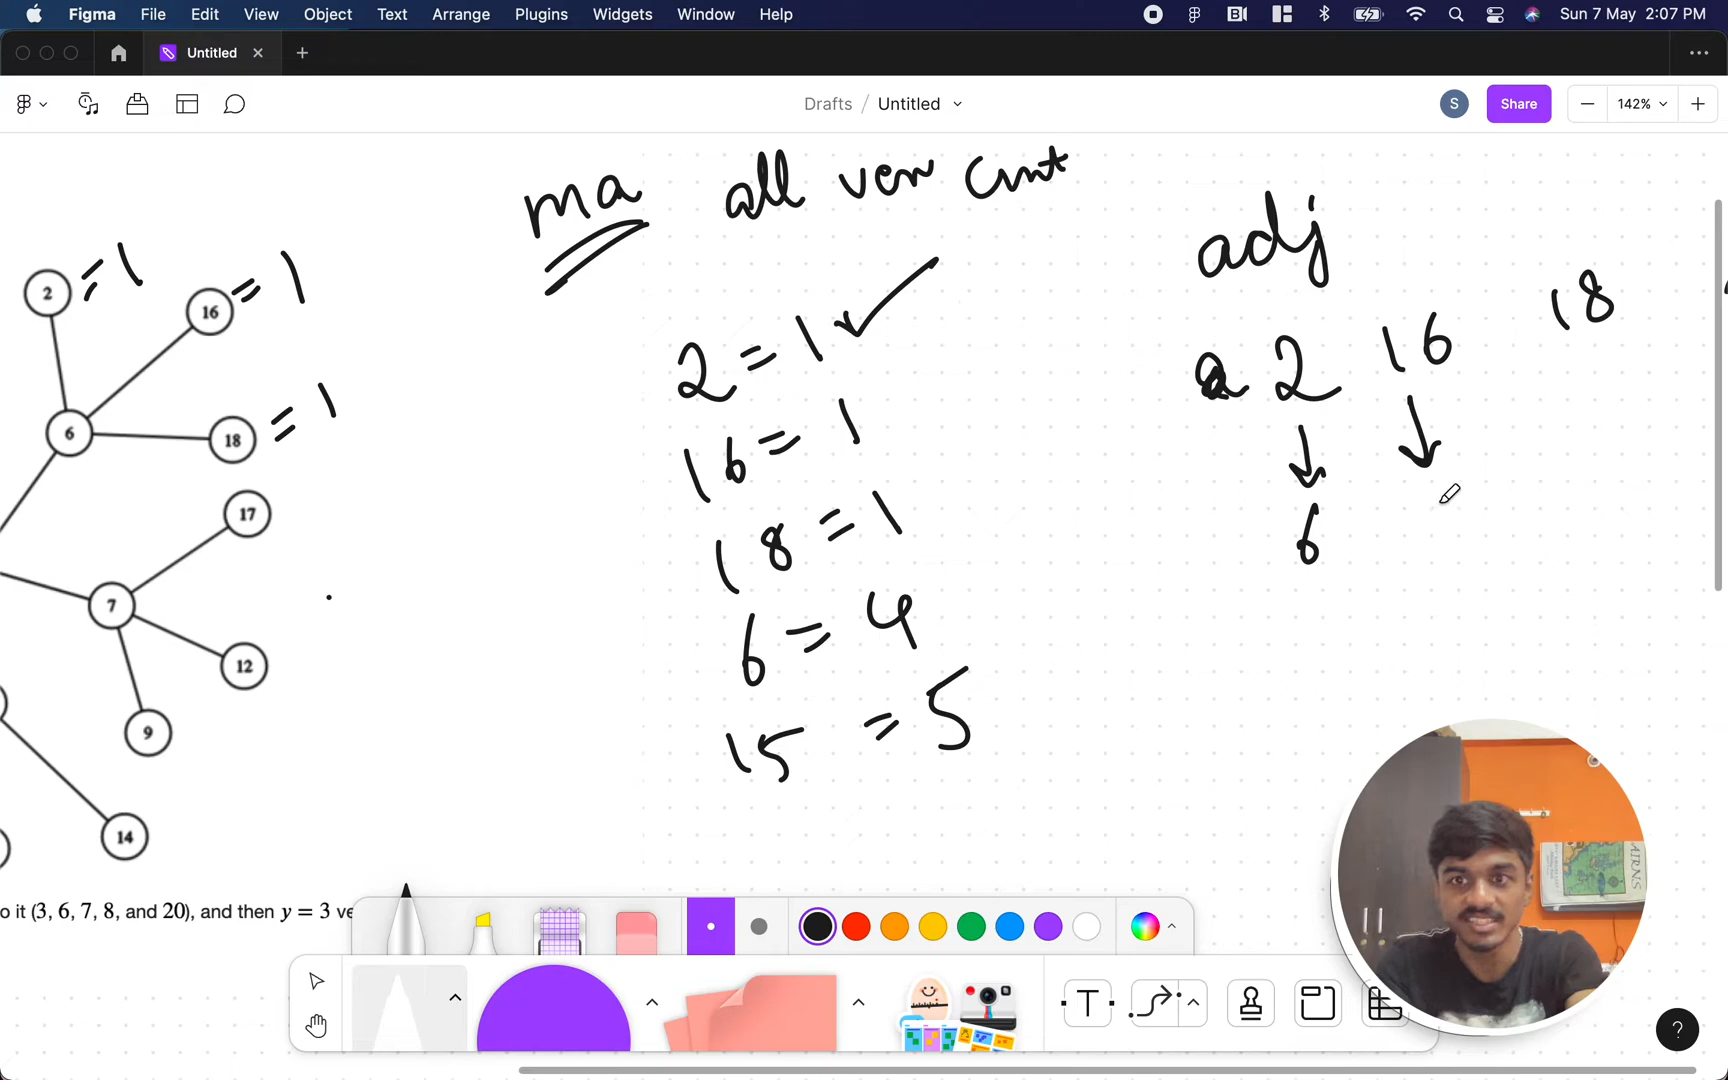 Figma File Edit View Object Text Arrange Plugins Widgets Window Help Sun 7 May 2:07 PM
Untitled
Drafts / Untitled S Share 142%
ma all ver cnt
adj
2 = 1
16 = 1
18 = 1
6
17
7
12
9
14
2 = 1
16 = 1
18 = 1
6 = 4
15 = 5
2 16 18
6
o it (3, 6, 7, 8, and 20), and then y = 3 ve
T
AIRNS
?